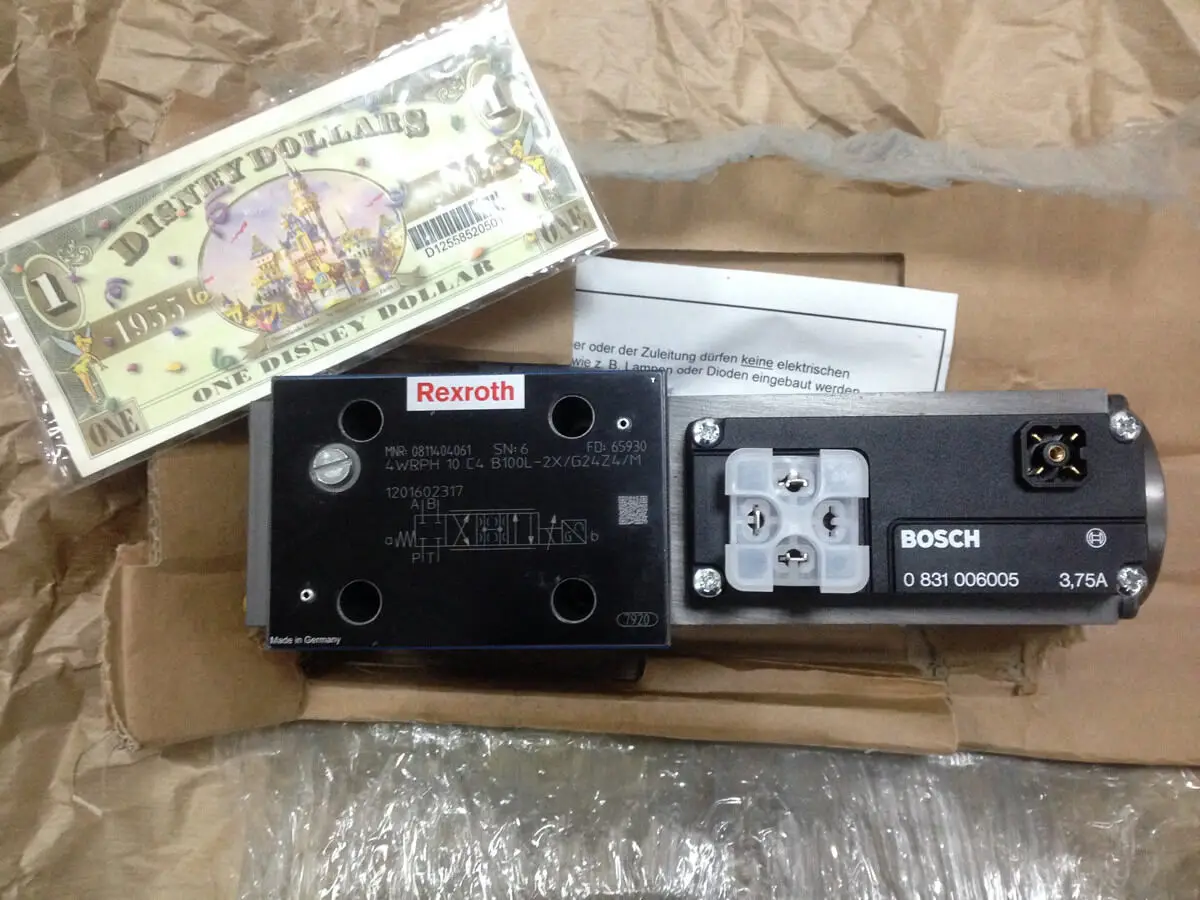 1
DISNEY DOLLARS
1
D12558520501
1955 to
ONE
ONE DISNEY DOLLAR
ONE
er oder der Zuleitung dürfen keine elektrischen
wie z. B. Lampen oder Dioden eingebaut werden
Rexroth
T
MNR: 0811404061 SN: 6 FD: 65930
4WRPH 10 C4 B100L-2X/G24Z4/M
1201602317
A B
a b
G
P T
7920
Made in Germany
BOSCH
0 831 006005 3,75A